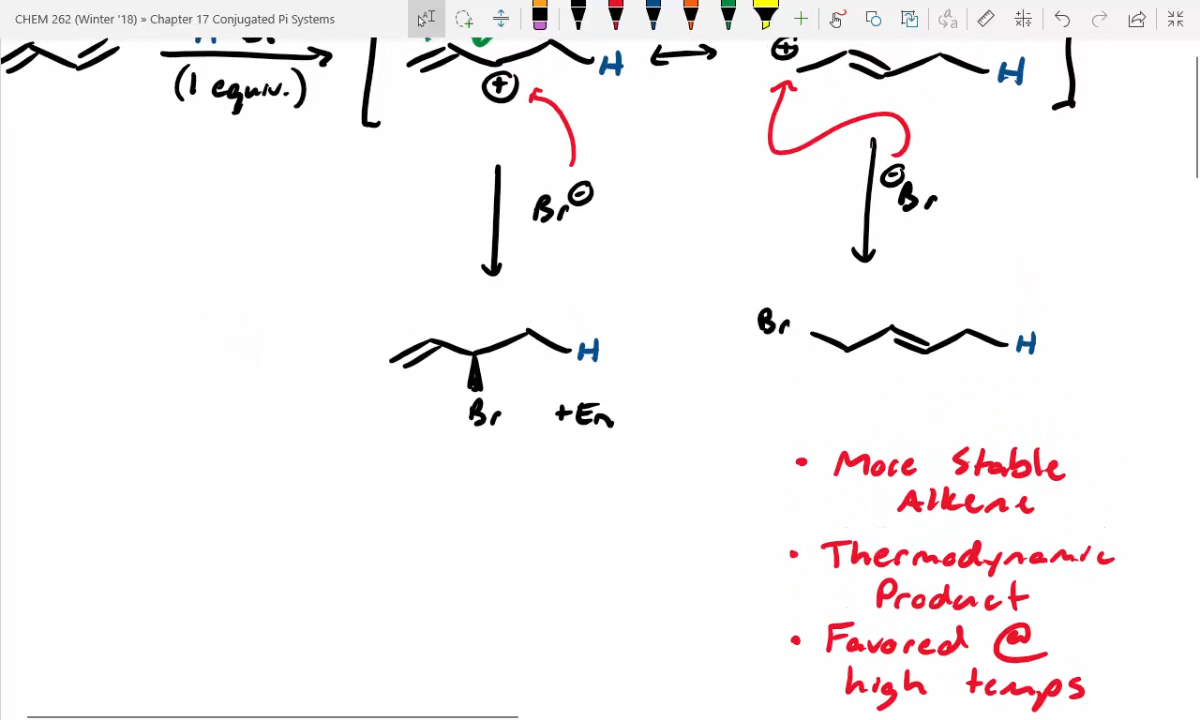 CHEM 262 (Winter '18) » Chapter 17 Conjugated Pi Systems
(1 equiv.)
H
H
Br
Br
H
Br
H
Br + En
• More Stable
Alkene
• Thermodynamic
Product
• Favored @
high temps